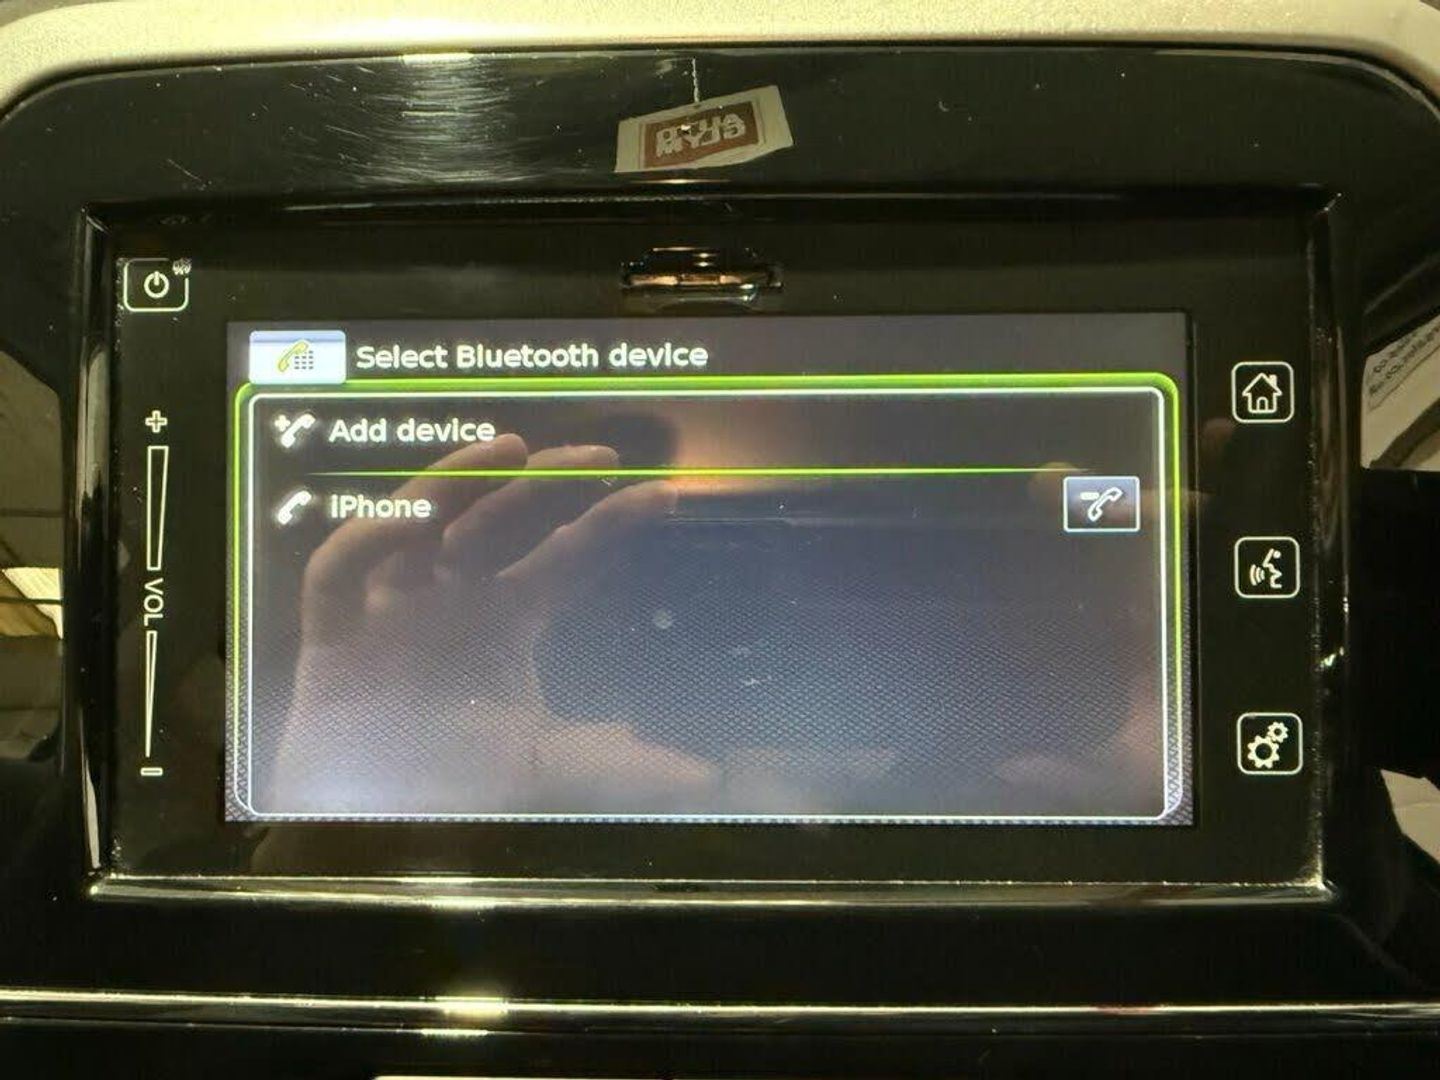 Select Bluetooth device
Add device
iPhone
VOL